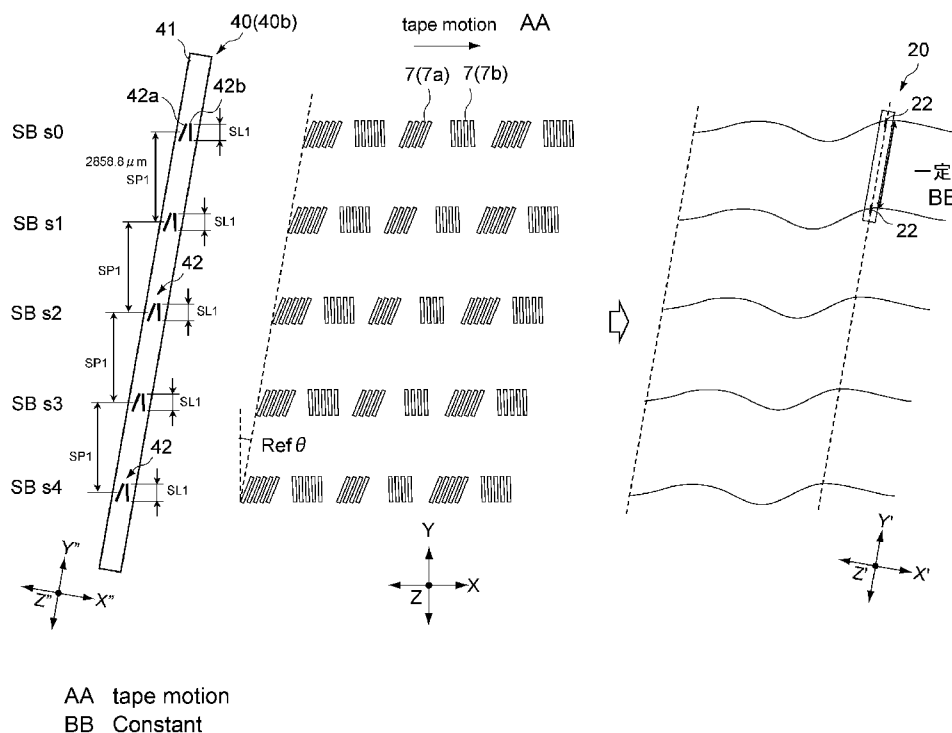 tape motion AA
41
40(40b)
42a
42b
7(7a)
7(7b)
20
22
SB s0
SL1
2858.8μm
SP1
一定
BB
22
SB s1
SL1
SP1
42
SB s2
SL1
SP1
SB s3
SL1
SP1
42
Ref θ
SB s4
SL1
Y"
Z"
X"
Y
Z
X
Y'
Z'
X'
AA tape motion
BB Constant